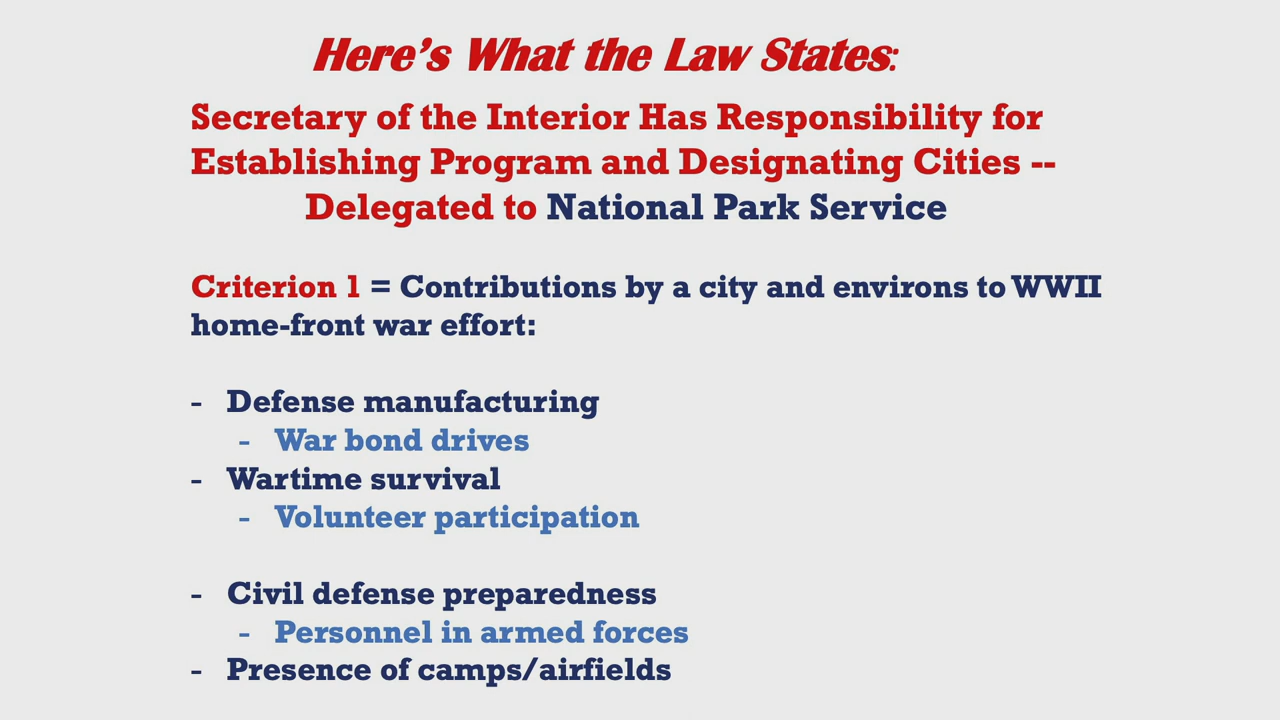 Here's What the Law States:
Secretary of the Interior Has Responsibility for
Establishing Program and Designating Cities --
Delegated to National Park Service
Criterion 1 = Contributions by a city and environs to WWII
home-front war effort:
- Defense manufacturing
- War bond drives
- Wartime survival
- Volunteer participation
- Civil defense preparedness
- Personnel in armed forces
- Presence of camps/airfields